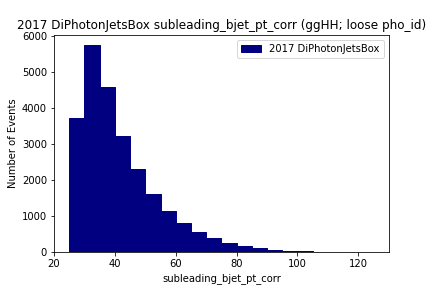 2017 DiPhotonJetsBox subleading_bjet_pt_corr (ggHH; loose pho_id)
2017 DiPhotonJetsBox
Number of Events
6000
5000
4000
3000
2000
1000
0
20 40 60 80 100 120
subleading_bjet_pt_corr